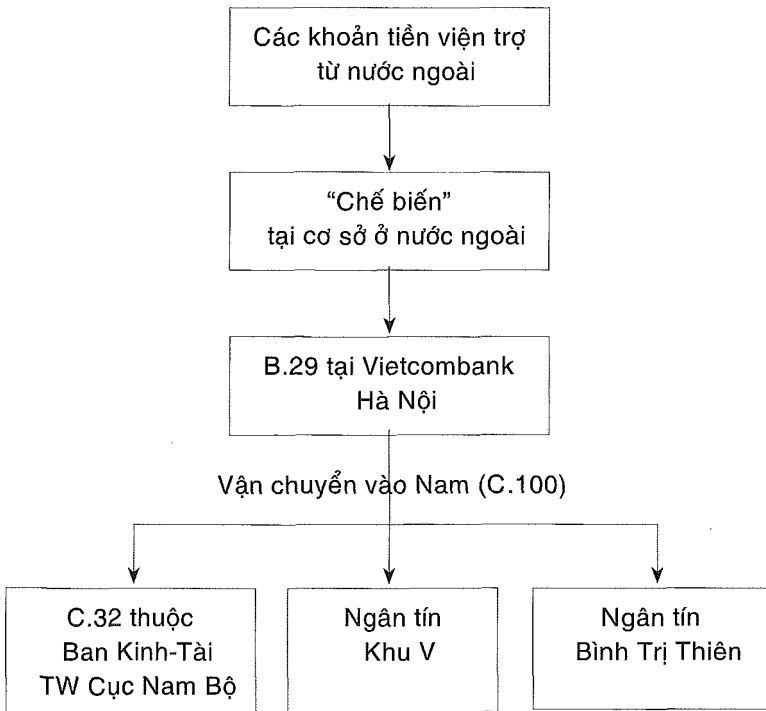 Các khoản tiền viện trợ
từ nước ngoài
“Chế biến”
tại cơ sở ở nước ngoài
B.29 tại Vietcombank
Hà Nội
Vận chuyển vào Nam (C.100)
C.32 thuộc
Ban Kinh-Tài
TW Cục Nam Bộ
Ngân tín
Khu V
Ngân tín
Bình Trị Thiên